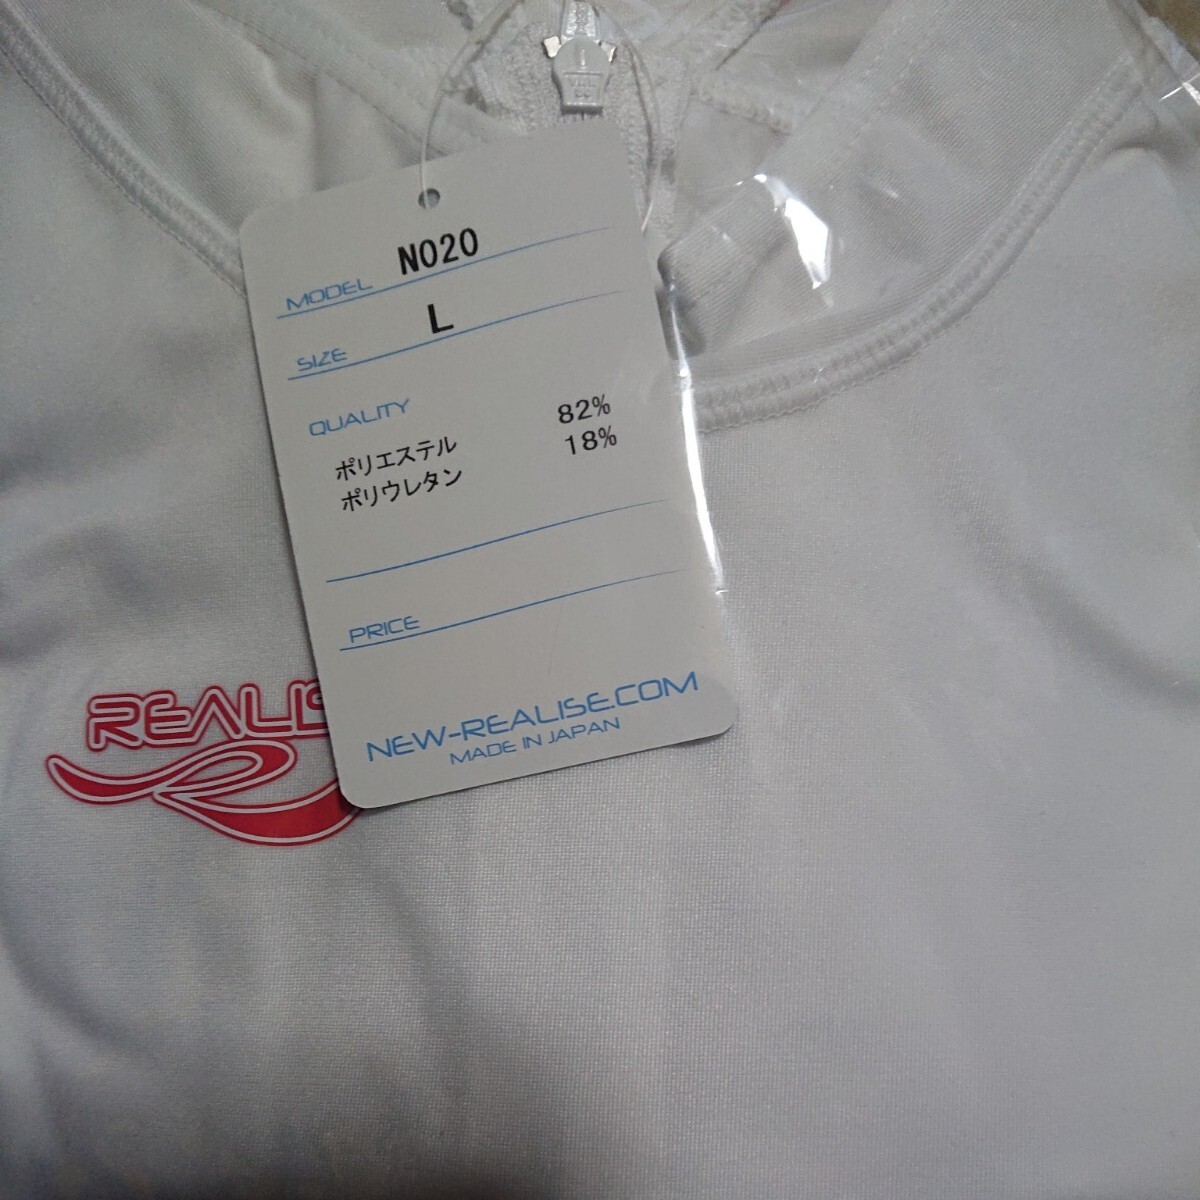 MODEL N020
SIZE L
QUALITY
ポリエステル 82%
ポリウレタン 18%
PRICE
NEW-REALISE.COM
MADE IN JAPAN
REALIS